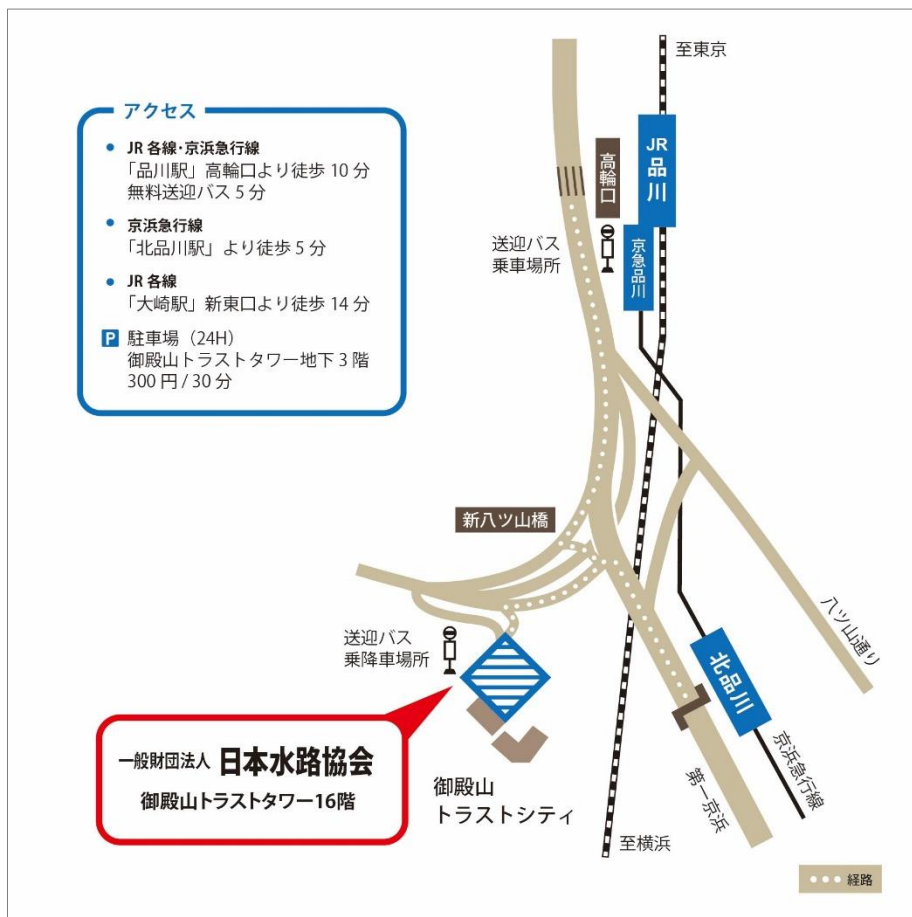 アクセス
JR 各線・京浜急行線
「品川駅」高輪口より徒歩 10 分
無料送迎バス 5 分
京浜急行線
「北品川駅」より徒歩 5 分
JR 各線
「大崎駅」新東口より徒歩 14 分
P 駐車場（24H）
御殿山トラストタワー地下 3 階
300 円 / 30 分
至東京
JR 品川
高輪口
京急品川
送迎バス
乗車場所
新八ツ山橋
八ツ山通り
送迎バス
乗降車場所
北品川
京浜急行線
第一京浜
一般財団法人 日本水路協会
御殿山トラストタワー16階
御殿山
トラストシティ
至横浜
経路